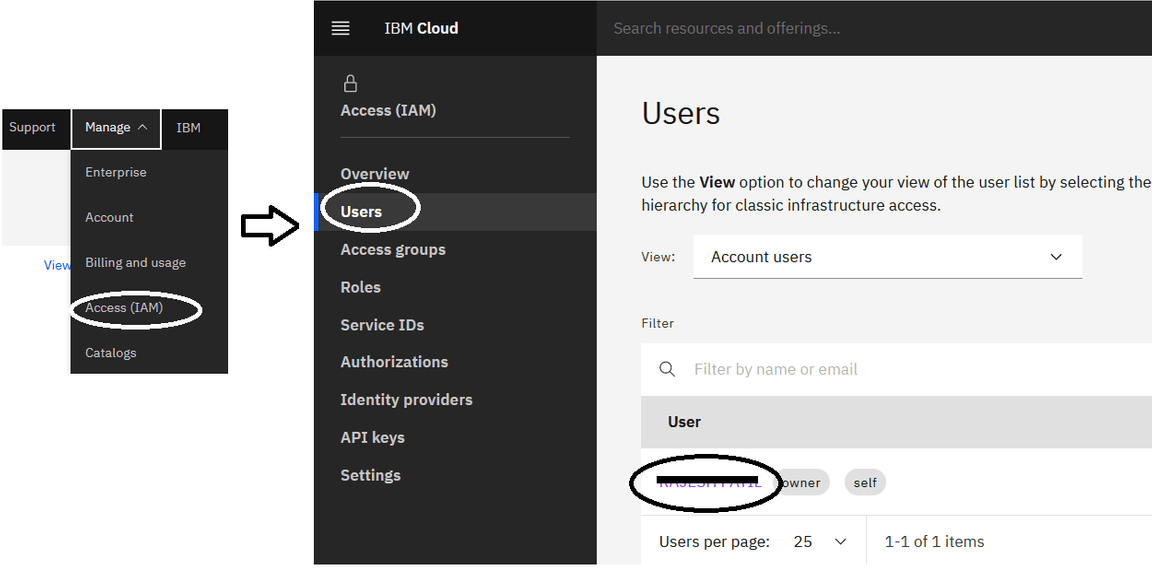 Support
Manage
IBM
Enterprise
Account
Billing and usage
View
Access (IAM)
Catalogs
IBM Cloud
Search resources and offerings...
Access (IAM)
Overview
Users
Access groups
Roles
Service IDs
Authorizations
Identity providers
API keys
Settings
Users
Use the View option to change your view of the user list by selecting the
hierarchy for classic infrastructure access.
View:
Account users
Filter
Filter by name or email
User
owner
self
Users per page:
25
1-1 of 1 items